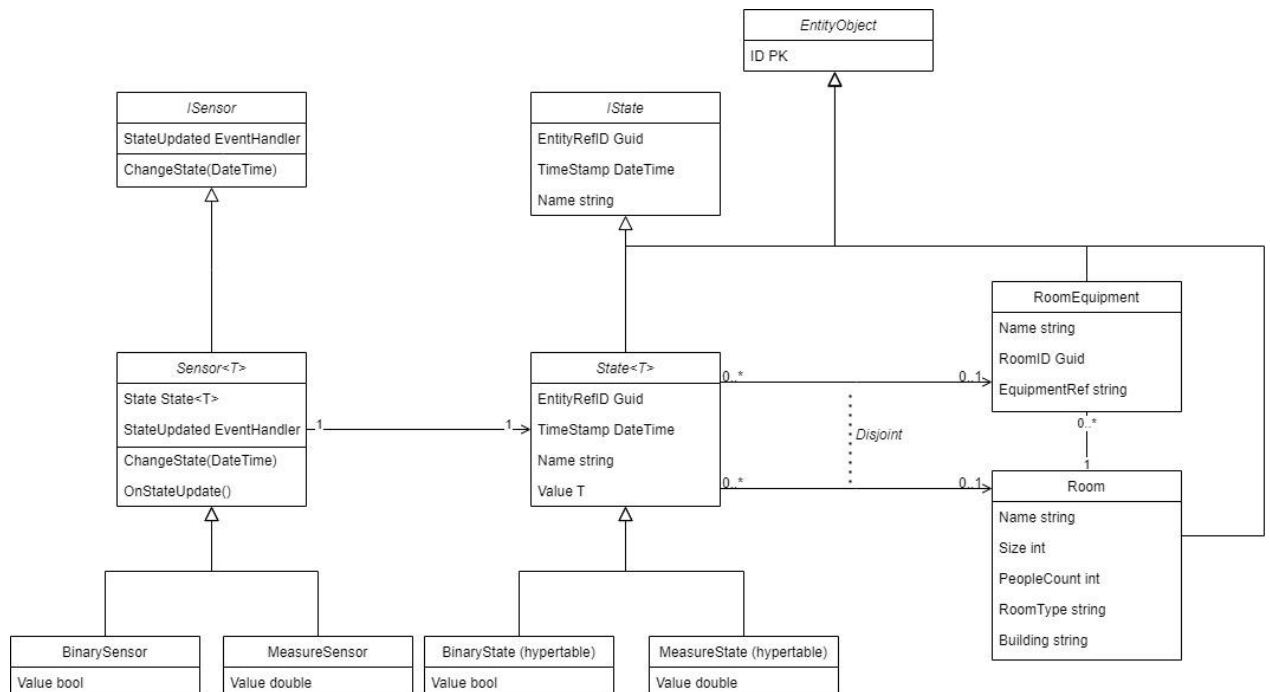 EntityObject
ID PK
ISensor
StateUpdated EventHandler
ChangeState(DateTime)
IState
EntityRefID Guid
TimeStamp DateTime
Name string
RoomEquipment
Name string
RoomID Guid
EquipmentRef string
Sensor<T>
State State<T>
StateUpdated EventHandler
ChangeState(DateTime)
OnStateUpdate()
1
1
State<T>
EntityRefID Guid
TimeStamp DateTime
Name string
Value T
0..*
0..1
Disjoint
0..*
0..1
0..*
1
Room
Name string
Size int
PeopleCount int
RoomType string
Building string
BinarySensor
Value bool
MeasureSensor
Value double
BinaryState (hypertable)
Value bool
MeasureState (hypertable)
Value double